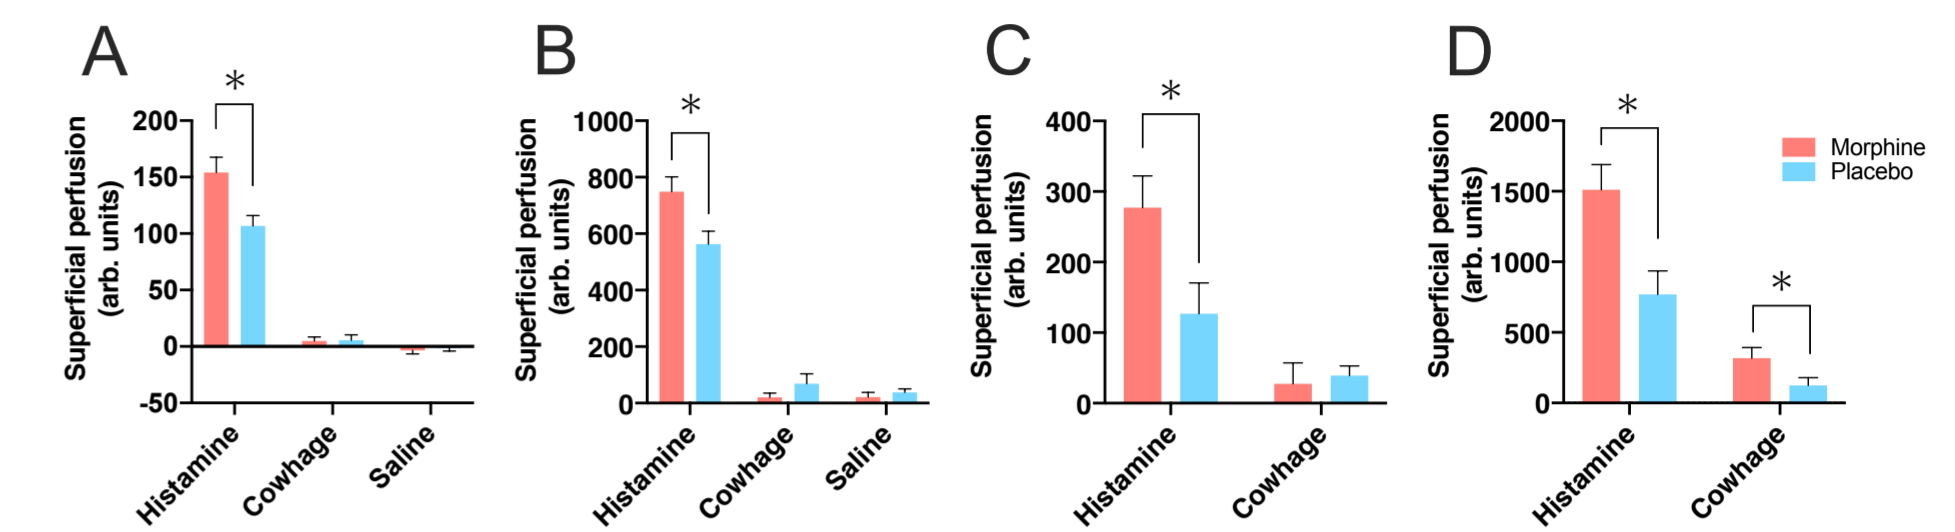 A
B
C
D
*
*
*
*
*
Superficial perfusion
(arb. units)
200
150
100
50
0
-50
Histamine
Cowhage
Saline
Superficial perfusion
(arb. units)
1000
800
600
400
200
0
Histamine
Cowhage
Saline
Superficial perfusion
(arb. units)
400
300
200
100
0
Histamine
Cowhage
Superficial perfusion
(arb. units)
2000
1500
1000
500
0
Histamine
Cowhage
Morphine
Placebo